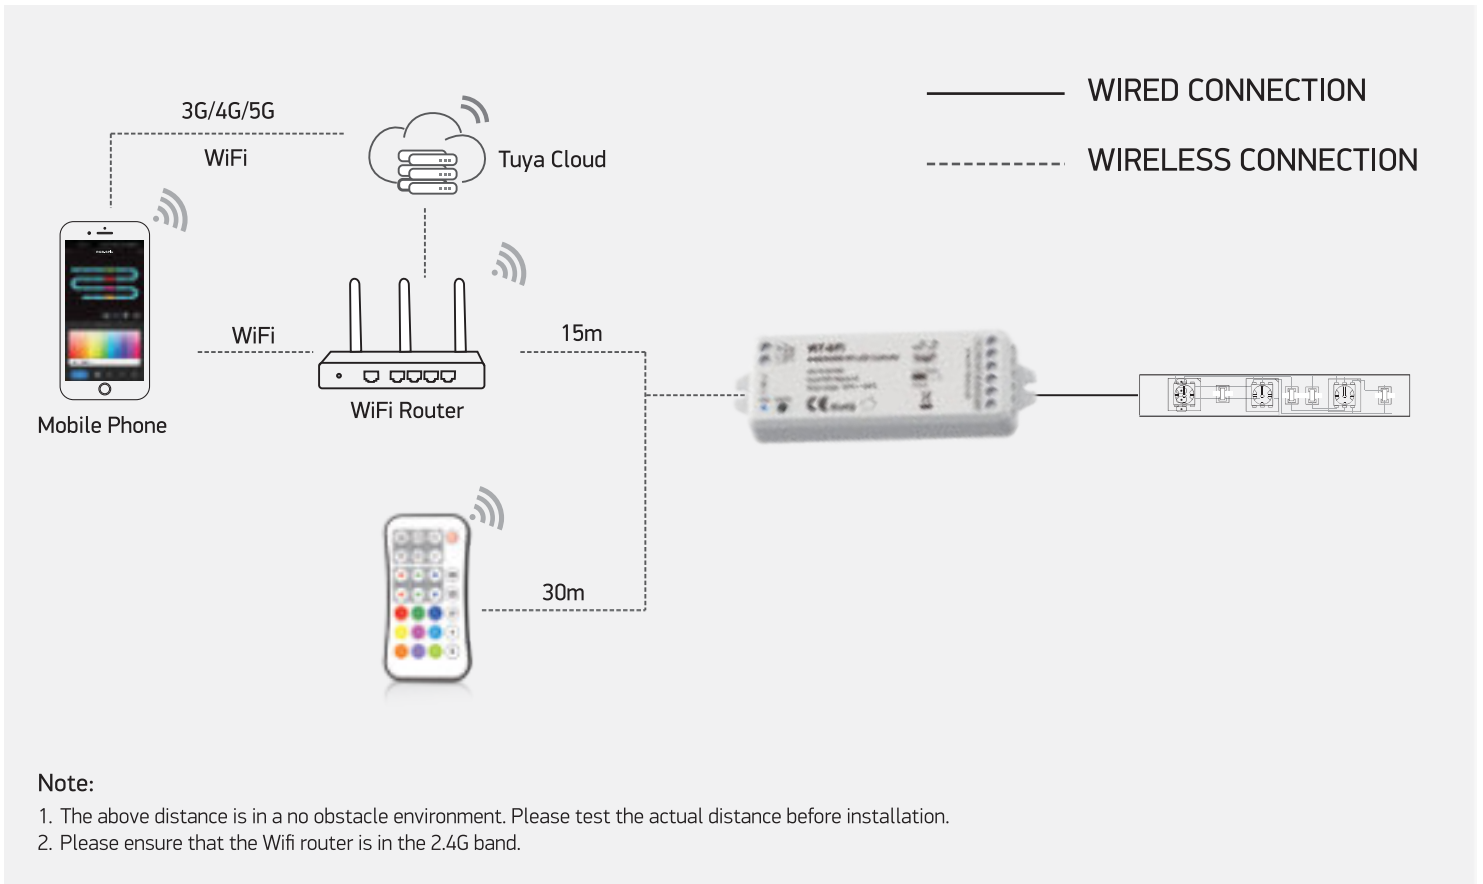 WIRED CONNECTION
WIRELESS CONNECTION
3G/4G/5G
WiFi
Tuya Cloud
WiFi
Mobile Phone
WiFi Router
15m
30m
Note:
1. The above distance is in a no obstacle environment. Please test the actual distance before installation.
2. Please ensure that the Wifi router is in the 2.4G band.